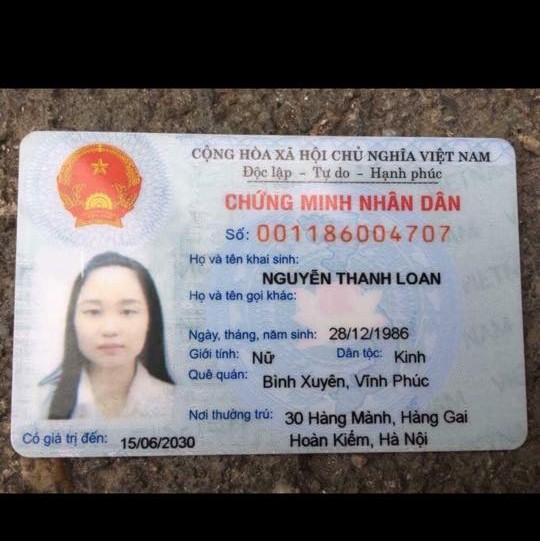 CỘNG HÒA XÃ HỘI CHỦ NGHĨA VIỆT NAM
Độc lập - Tự do - Hạnh phúc
CHỨNG MINH NHÂN DÂN
Số: 001186004707
Họ và tên khai sinh:
NGUYỄN THANH LOAN
Họ và tên gọi khác:
Ngày, tháng, năm sinh: 28/12/1986
Giới tính: Nữ Dân tộc: Kinh
Quê quán: Bình Xuyên, Vĩnh Phúc
Nơi thường trú: 30 Hàng Mành, Hàng Gai
Hoàn Kiếm, Hà Nội
Có giá trị đến: 15/06/2030